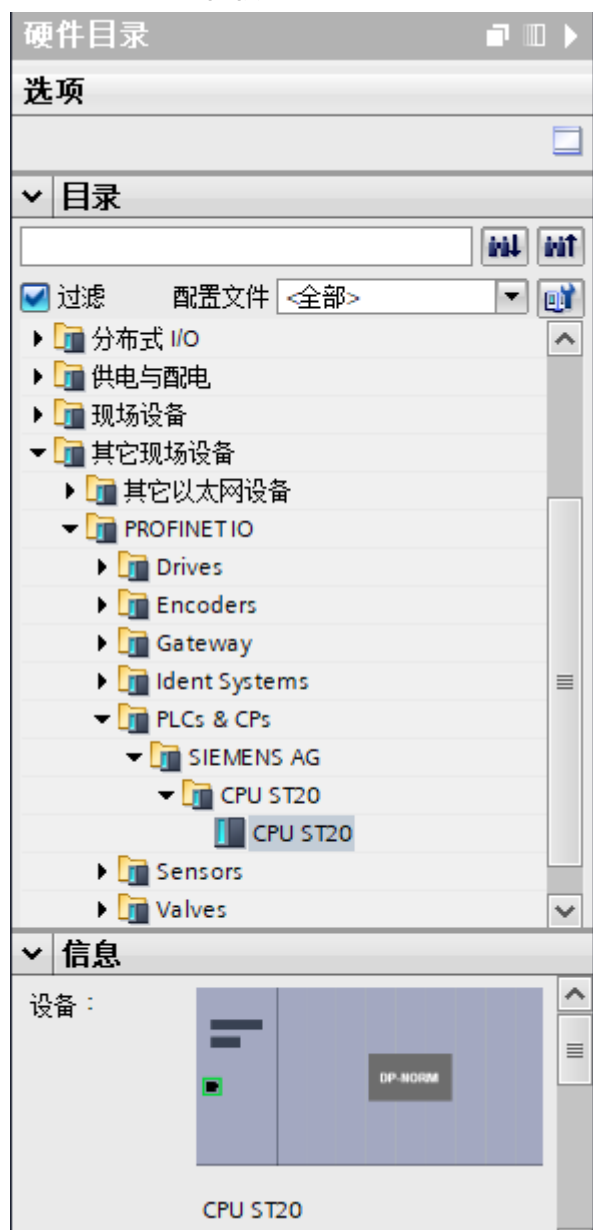 硬件目录
选项
目录
过滤 配置文件 <全部>
分布式 I/O
供电与配电
现场设备
其它现场设备
其它以太网设备
PROFINET IO
Drives
Encoders
Gateway
Ident Systems
PLCs & CPs
SIEMENS AG
CPU ST20
CPU ST20
Sensors
Valves
信息
设备：
DP-NORM
CPU ST20